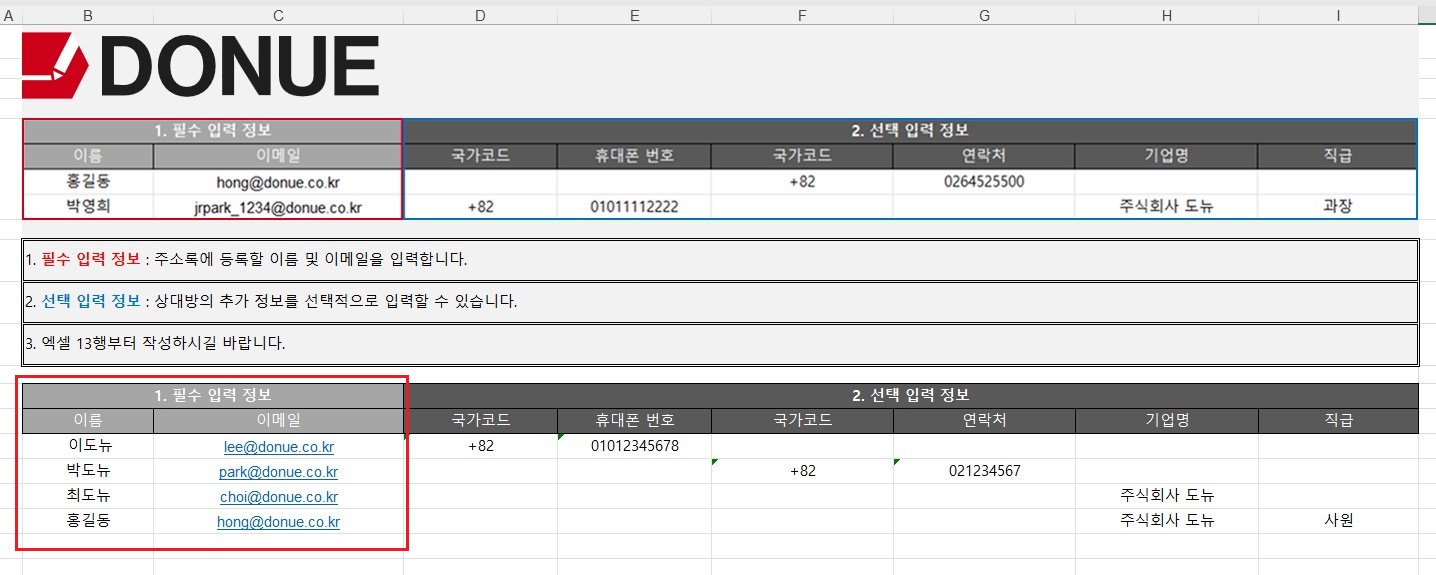 A B C D E F G H I
DONUE
1. 필수 입력 정보 2. 선택 입력 정보
이름 이메일 국가코드 휴대폰 번호 국가코드 연락처 기업명 직급
홍길동 hong@donue.co.kr +82 0264525500
박영희 jrpark_1234@donue.co.kr +82 01011112222 주식회사 도뉴 과장
1. 필수 입력 정보 : 주소록에 등록할 이름 및 이메일을 입력합니다.
2. 선택 입력 정보 : 상대방의 추가 정보를 선택적으로 입력할 수 있습니다.
3. 엑셀 13행부터 작성하시길 바랍니다.
1. 필수 입력 정보 2. 선택 입력 정보
이름 이메일 국가코드 휴대폰 번호 국가코드 연락처 기업명 직급
이도뉴 lee@donue.co.kr +82 01012345678
박도뉴 park@donue.co.kr +82 021234567
최도뉴 choi@donue.co.kr 주식회사 도뉴
홍길동 hong@donue.co.kr 주식회사 도뉴 사원